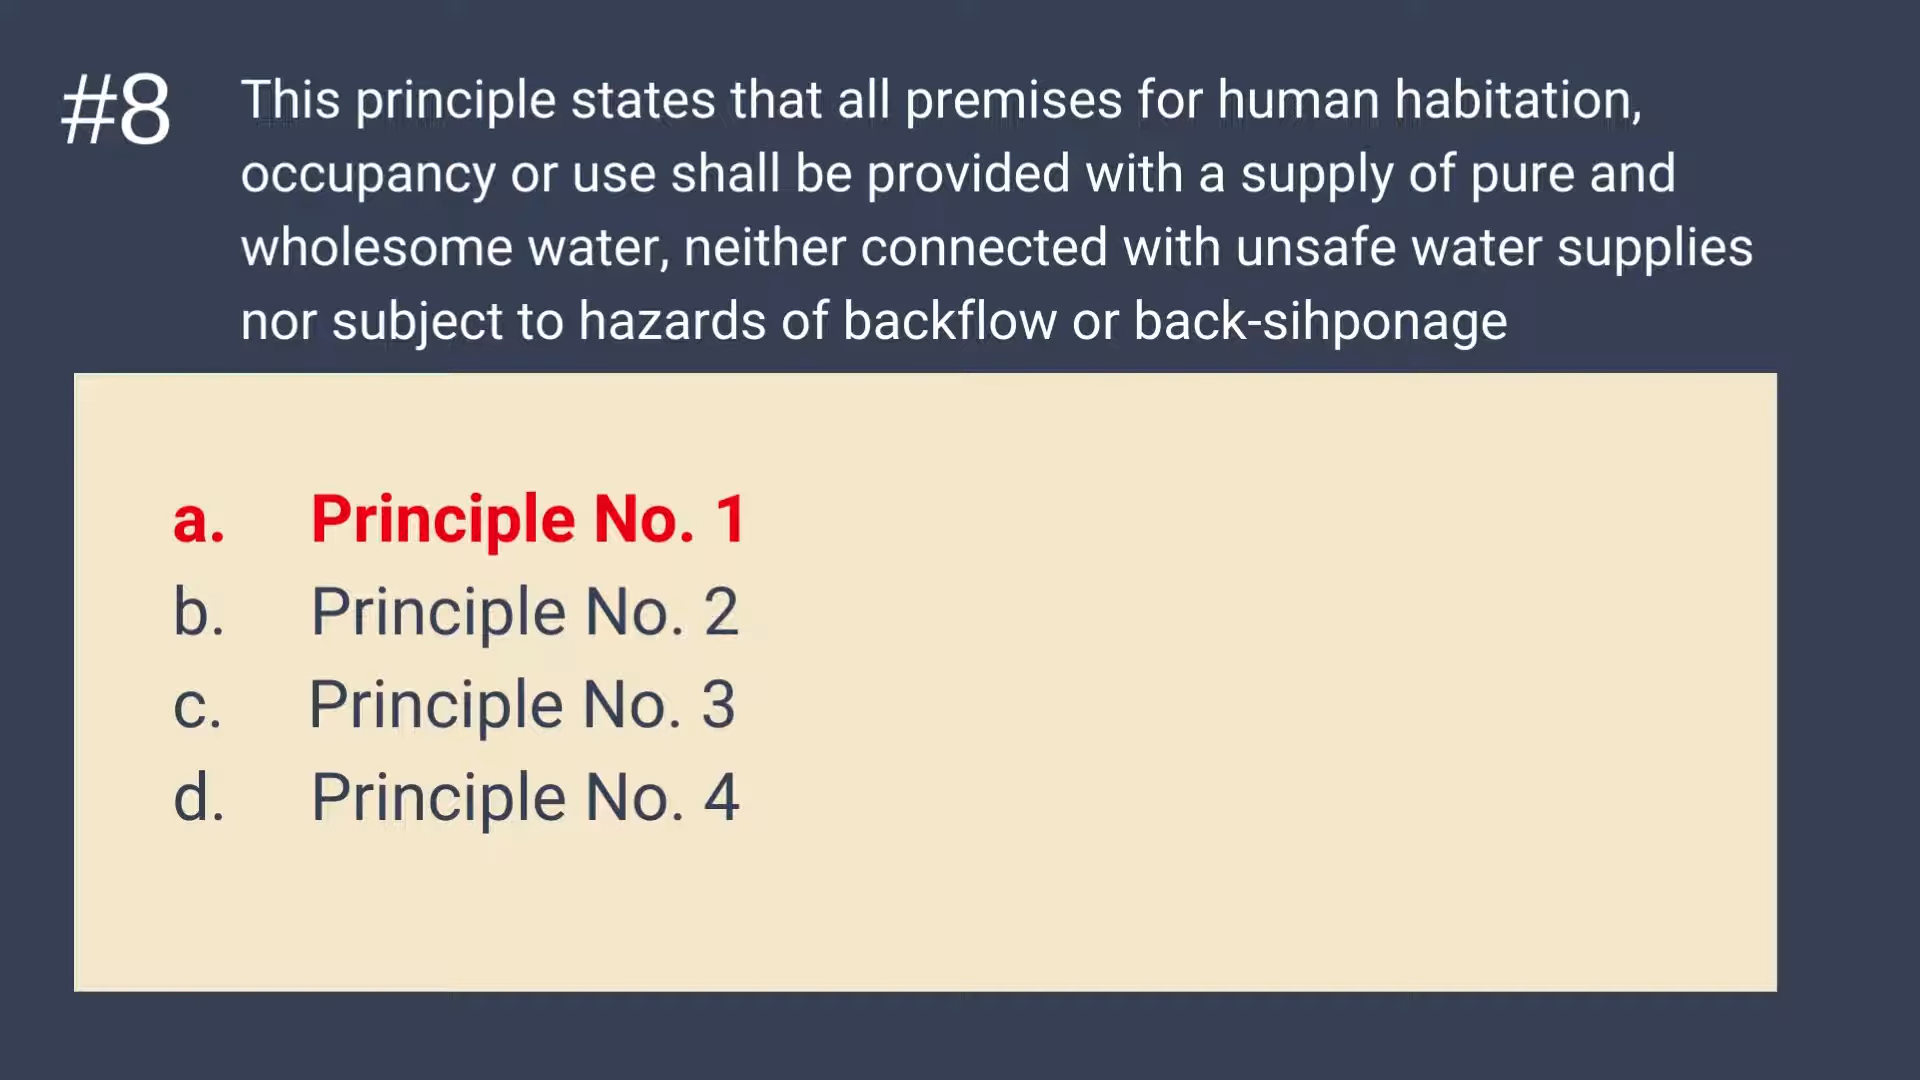 #8 This principle states that all premises for human habitation,
occupancy or use shall be provided with a supply of pure and
wholesome water, neither connected with unsafe water supplies
nor subject to hazards of backflow or back-sihponage
a. Principle No. 1
b. Principle No. 2
c. Principle No. 3
d. Principle No. 4